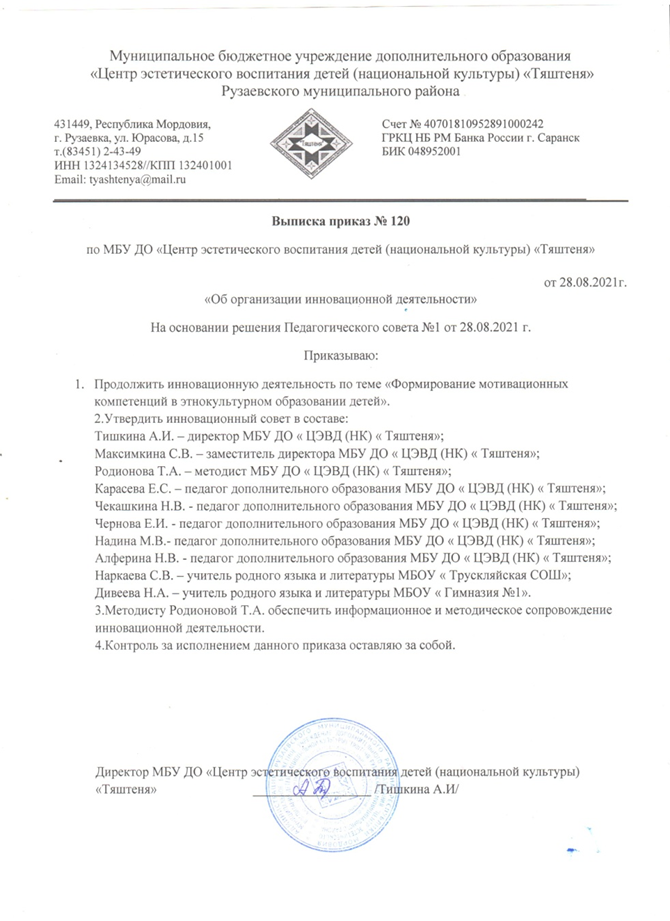 Муниципальное бюджетное учреждение дополнительного образования
«Центр эстетического воспитания детей (национальной культуры) «Тяштеня»
Рузаевского муниципального района
431449, Республика Мордовия,
г. Рузаевка, ул. Юрасова, д.15
т.(83451) 2-43-49
ИНН 1324134528//КПП 132401001
Email: tyashtenya@mail.ru
Тяштеня
Счет № 40701810952891000242
ГРКЦ НБ РМ Банка России г. Саранск
БИК 048952001
Выписка приказ № 120
по МБУ ДО «Центр эстетического воспитания детей (национальной культуры) «Тяштеня»
от 28.08.2021г.
«Об организации инновационной деятельности»
На основании решения Педагогического совета №1 от 28.08.2021 г.
Приказываю:
1. Продолжить инновационную деятельность по теме «Формирование мотивационных
компетенций в этнокультурном образовании детей».
2.Утвердить инновационный совет в составе:
Тишкина А.И. – директор МБУ ДО « ЦЭВД (НК) « Тяштеня»;
Максимкина С.В. – заместитель директора МБУ ДО « ЦЭВД (НК) « Тяштеня»;
Родионова Т.А. – методист МБУ ДО « ЦЭВД (НК) « Тяштеня»;
Карасева Е.С. – педагог дополнительного образования МБУ ДО « ЦЭВД (НК) « Тяштеня»;
Чекашкина Н.В. - педагог дополнительного образования МБУ ДО « ЦЭВД (НК) « Тяштеня»;
Чернова Е.И. - педагог дополнительного образования МБУ ДО « ЦЭВД (НК) « Тяштеня»;
Надина М.В.- педагог дополнительного образования МБУ ДО « ЦЭВД (НК) « Тяштеня»;
Алферина Н.В. - педагог дополнительного образования МБУ ДО « ЦЭВД (НК) « Тяштеня»;
Наркаева С.В. – учитель родного языка и литературы МБОУ « Трускляйская СОШ»;
Дивеева Н.А. – учитель родного языка и литературы МБОУ « Гимназия №1».
3.Методисту Родионовой Т.А. обеспечить информационное и методическое сопровождение
инновационной деятельности.
4.Контроль за исполнением данного приказа оставляю за собой.
Директор МБУ ДО «Центр эстетического воспитания детей (национальной культуры)
«Тяштеня» /Тишкина А.И/